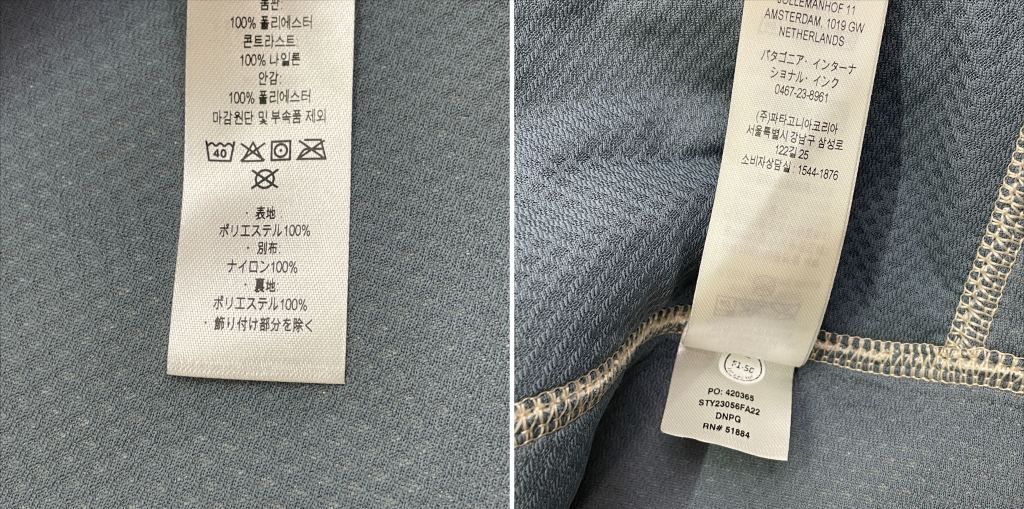 품관:
100% 폴리에스터
콘트라스트:
100% 나일론
안감:
100% 폴리에스터
마감원단 및 부속품 제외
40
・表地:
ポリエステル100%
・別布:
ナイロン100%
・裏地:
ポリエステル100%
・飾り付け部分を除く
JOLLEMANHOF 11
AMSTERDAM, 1019 GW
NETHERLANDS
パタゴニア・インターナ
ショナル・インク
0467-23-8961
(주)파타고니아코리아
서울특별시 강남구 삼성로
122길 25
소비자상담실 : 1544-1876
F1-SC
PO: 420365
STY23056FA22
DNPG
RN# 51884